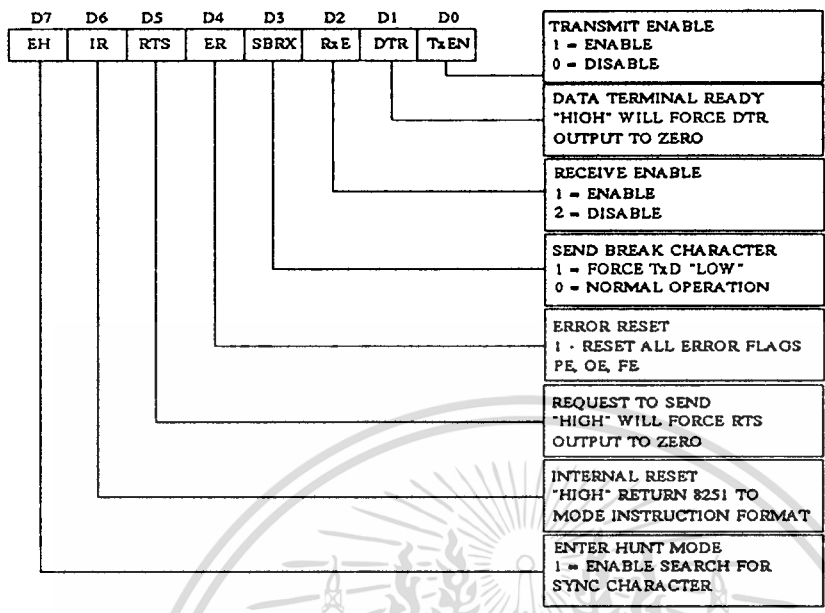 D7 D6 D5 D4 D3 D2 D1 D0
EH IR RTS ER SBRX RxE DTR TxEN
TRANSMIT ENABLE
1 = ENABLE
0 = DISABLE
DATA TERMINAL READY
"HIGH" WILL FORCE DTR
OUTPUT TO ZERO
RECEIVE ENABLE
1 = ENABLE
2 = DISABLE
SEND BREAK CHARACTER
1 = FORCE TxD "LOW"
0 = NORMAL OPERATION
ERROR RESET
1 - RESET ALL ERROR FLAGS
PE, OE, FE
REQUEST TO SEND
"HIGH" WILL FORCE RTS
OUTPUT TO ZERO
INTERNAL RESET
"HIGH" RETURN 8251 TO
MODE INSTRUCTION FORMAT
ENTER HUNT MODE
1 = ENABLE SEARCH FOR
SYNC CHARACTER